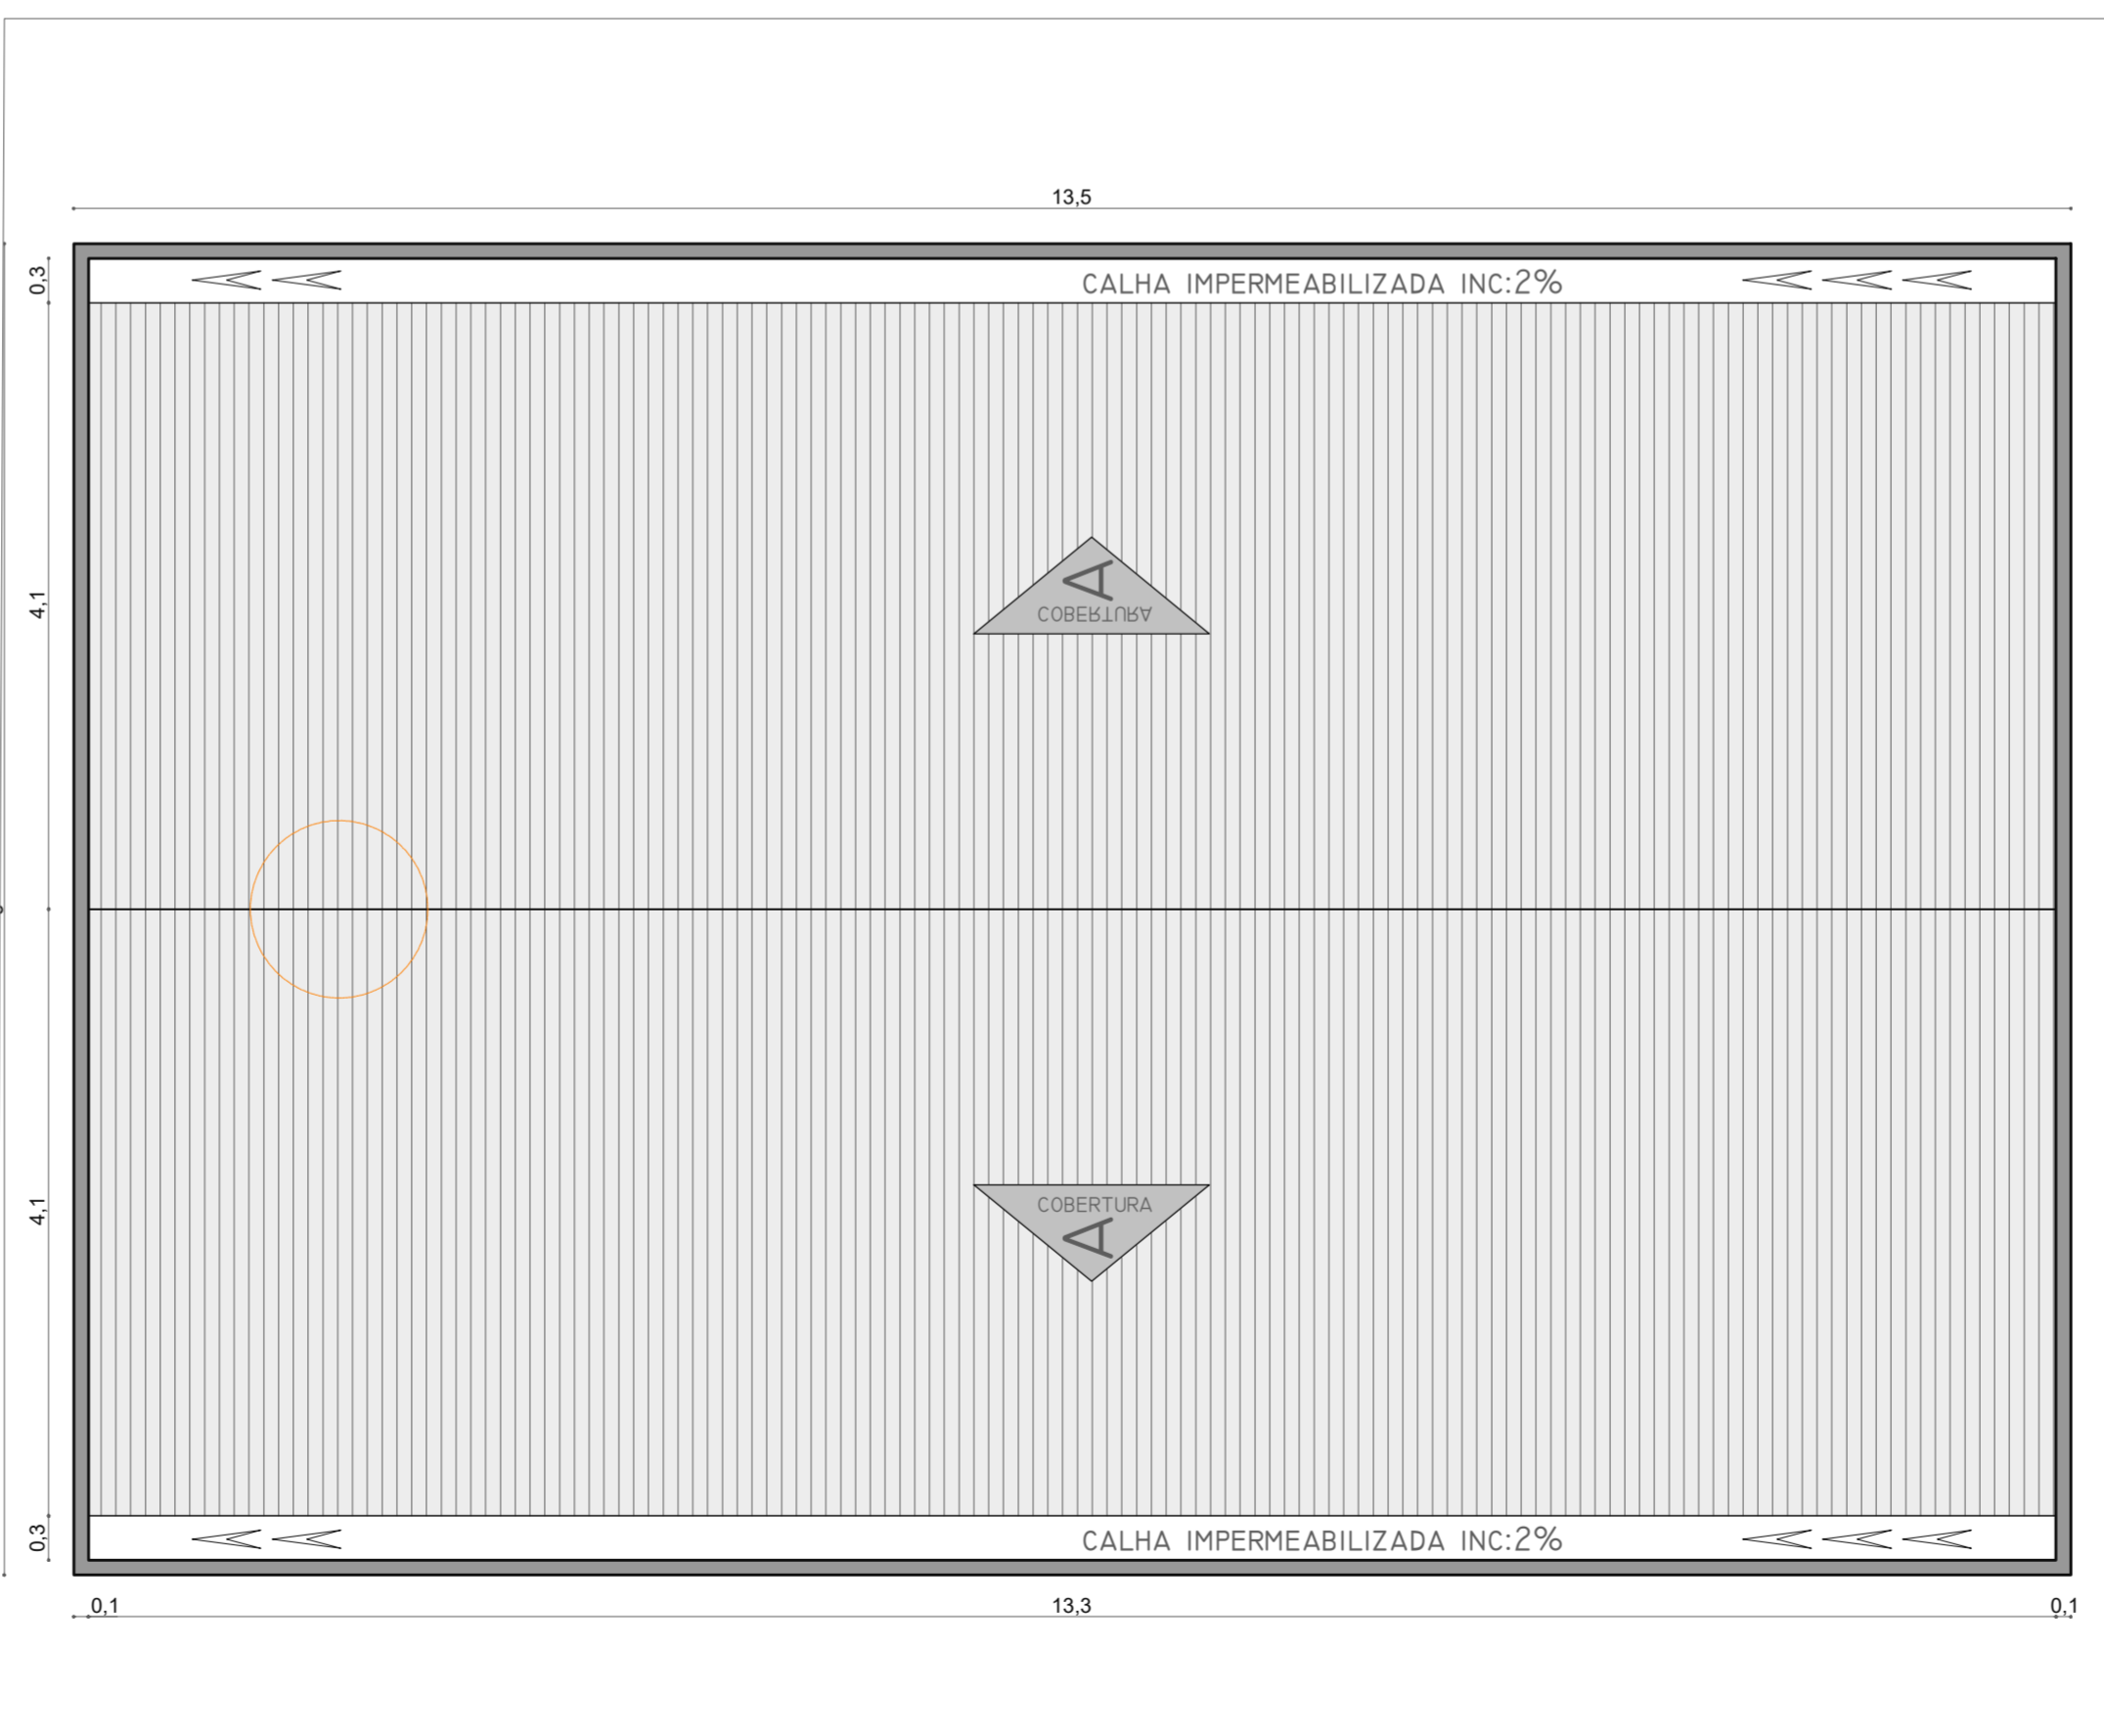 13,5
0,3
CALHA IMPERMEABILIZADA INC:2%
4,1
A
COBERTURA
4,1
COBERTURA
A
0,3
CALHA IMPERMEABILIZADA INC:2%
0,1
13,3
0,1